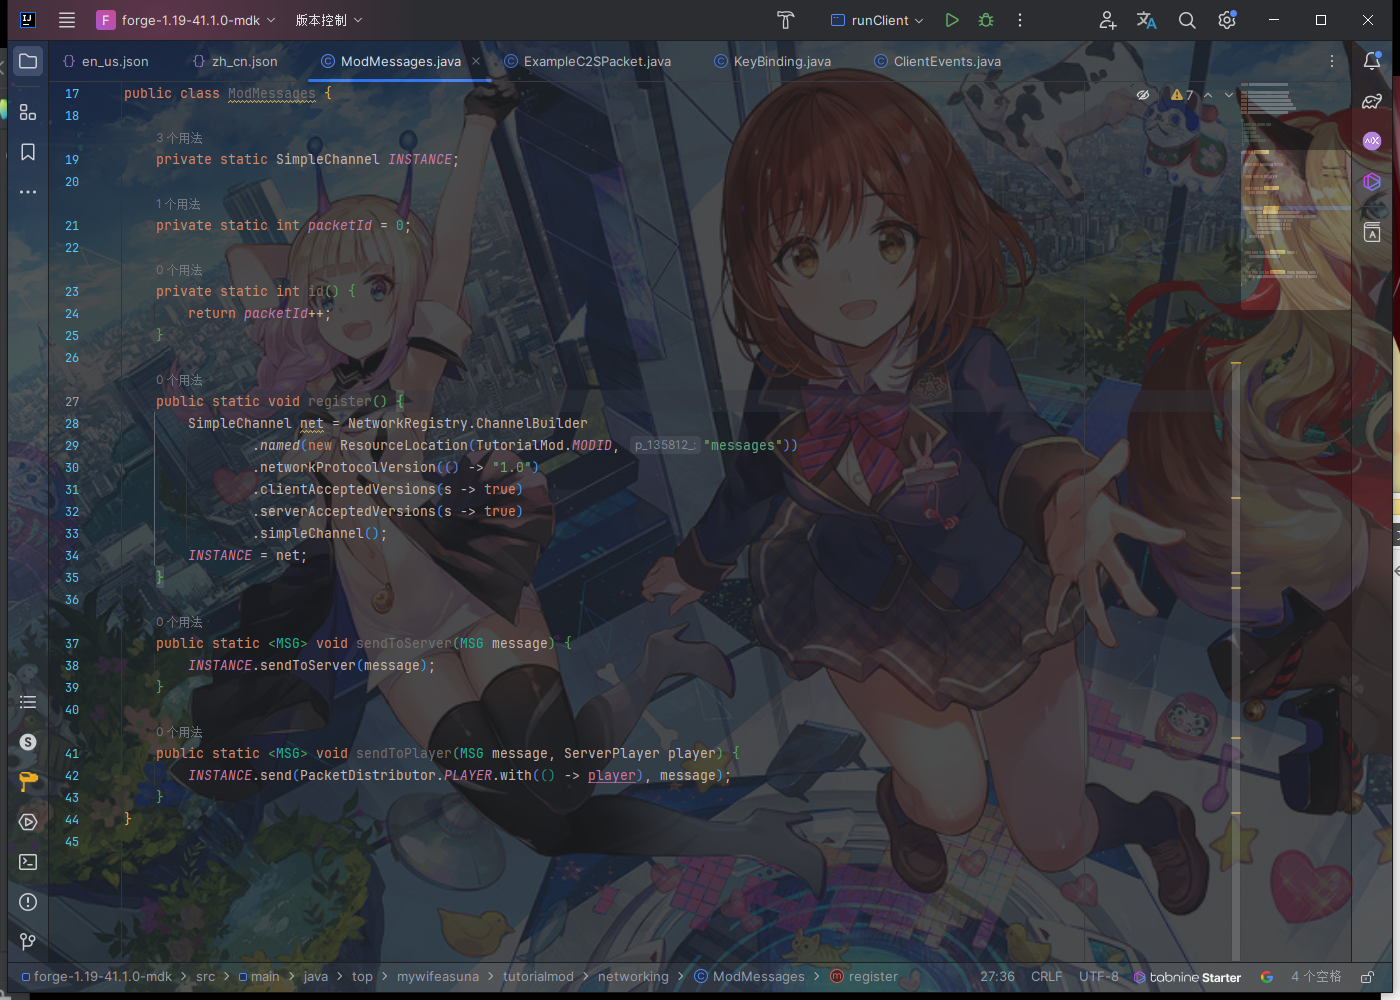 F forge-1.19-41.1.0-mdk 版本控制 runClient
en_us.json zh_cn.json ModMessages.java ExampleC2SPacket.java KeyBinding.java ClientEvents.java
17 public class ModMessages { 7
18
3 个用法
19 private static SimpleChannel INSTANCE;
20
1 个用法
21 private static int packetId = 0;
22
0 个用法
23 private static int id() {
24 return packetId++;
25 }
26
0 个用法
27 public static void register() {
28 SimpleChannel net = NetworkRegistry.ChannelBuilder
29 .named(new ResourceLocation(TutorialMod.MODID, p_135812_: "messages"))
30 .networkProtocolVersion(() -> "1.0")
31 .clientAcceptedVersions(s -> true)
32 .serverAcceptedVersions(s -> true)
33 .simpleChannel();
34 INSTANCE = net;
35 }
36
0 个用法
37 public static <MSG> void sendToServer(MSG message) {
38 INSTANCE.sendToServer(message);
39 }
40
0 个用法
41 public static <MSG> void sendToPlayer(MSG message, ServerPlayer player) {
42 INSTANCE.send(PacketDistributor.PLAYER.with(() -> player), message);
43 }
44 }
45
forge-1.19-41.1.0-mdk > src > main > java > top > mywifeasuna > tutorialmod > networking > ModMessages > register 27:36 CRLF UTF-8 tabnine Starter 4 个空格